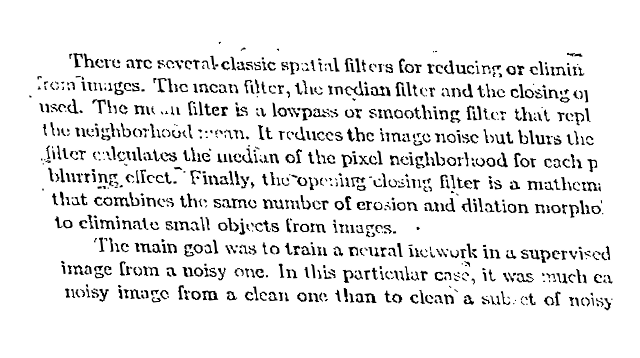 There are several classic spatial filters for reducing or elimin
from images. The mean filter, the median filter and the closing op
used. The mean filter is a lowpass or smoothing filter that repl
the neighborhood mean. It reduces the image noise but blurs the
filter calculates the median of the pixel neighborhood for each p
blurring effect. Finally, the opening closing filter is a mathema
that combines the same number of erosion and dilation morpho
to eliminate small objects from images.
The main goal was to train a neural network in a supervised
image from a noisy one. In this particular case, it was much ea
noisy image from a clean one than to clean a subset of noisy